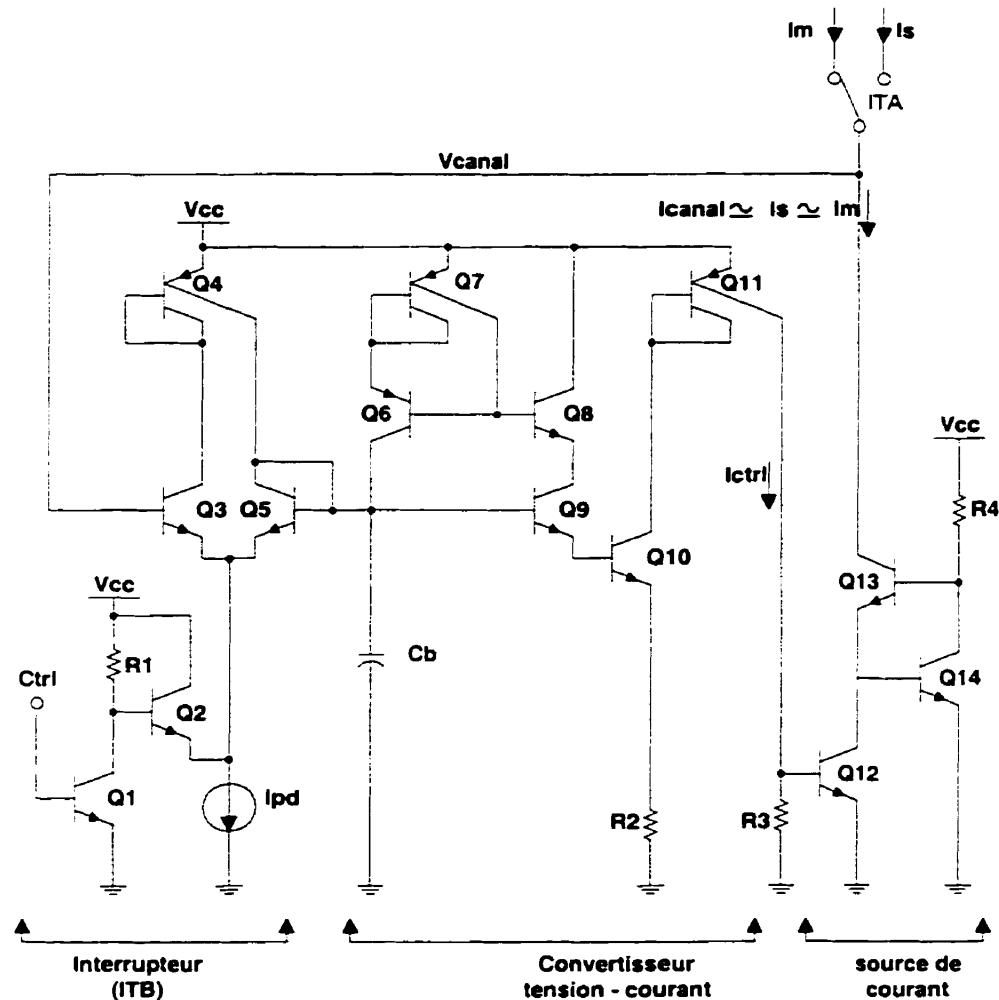 Im
Is
ITA
Vcanal
Icanal ≃ Is ≃ Im
Vcc
Q4
Q7
Q11
Q6
Q8
Vcc
Ictrl
R4
Q3
Q5
Q9
Q10
Q13
Vcc
R1
Cb
Q14
Ctrl
Q2
Q12
Q1
Ipd
R2
R3
Interrupteur
(ITB)
Convertisseur
tension - courant
source de
courant